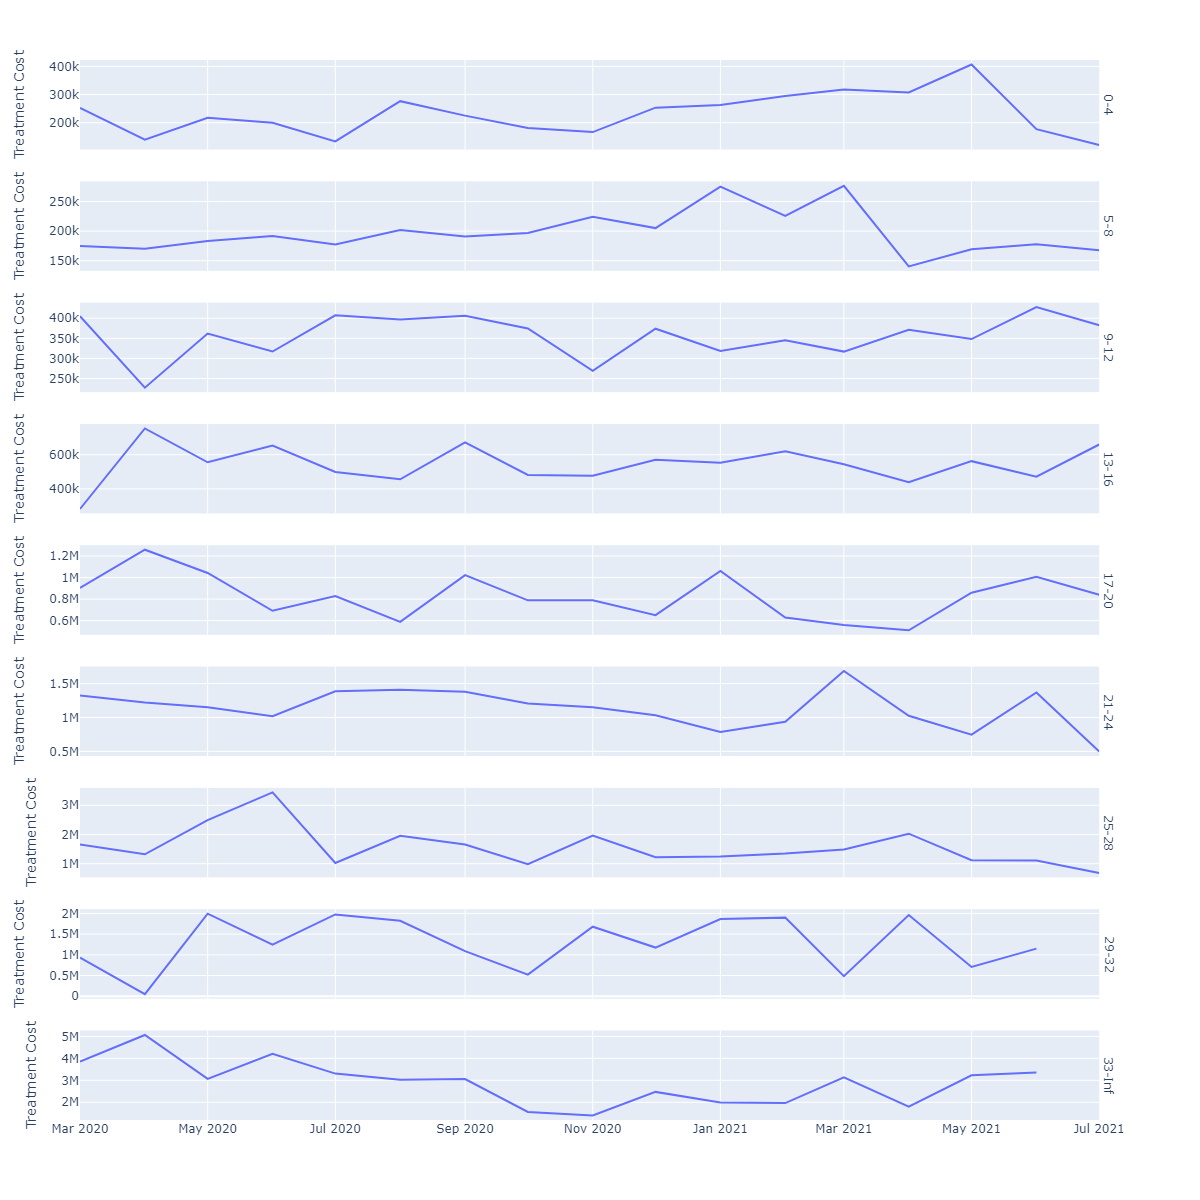 Treatment Cost
400k
300k
200k
0-4
Treatment Cost
250k
200k
150k
5-8
Treatment Cost
400k
350k
300k
250k
9-12
Treatment Cost
600k
400k
13-16
Treatment Cost
1.2M
1M
0.8M
0.6M
17-20
Treatment Cost
1.5M
1M
0.5M
21-24
Treatment Cost
3M
2M
1M
25-28
Treatment Cost
2M
1.5M
1M
0.5M
0
29-32
Treatment Cost
5M
4M
3M
2M
33-Inf
Mar 2020 May 2020 Jul 2020 Sep 2020 Nov 2020 Jan 2021 Mar 2021 May 2021 Jul 2021